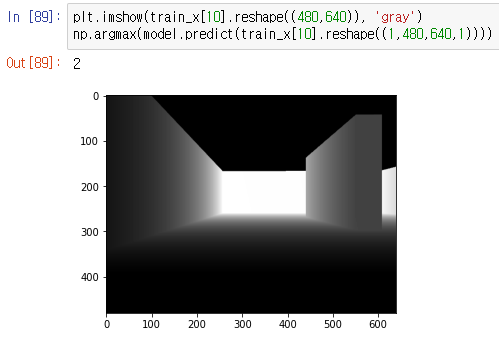 In [89]: plt.imshow(train_x[10].reshape((480,640)), 'gray')
np.argmax(model.predict(train_x[10].reshape((1,480,640,1))))
Out[89]: 2
0
100
200
300
400
0 100 200 300 400 500 600